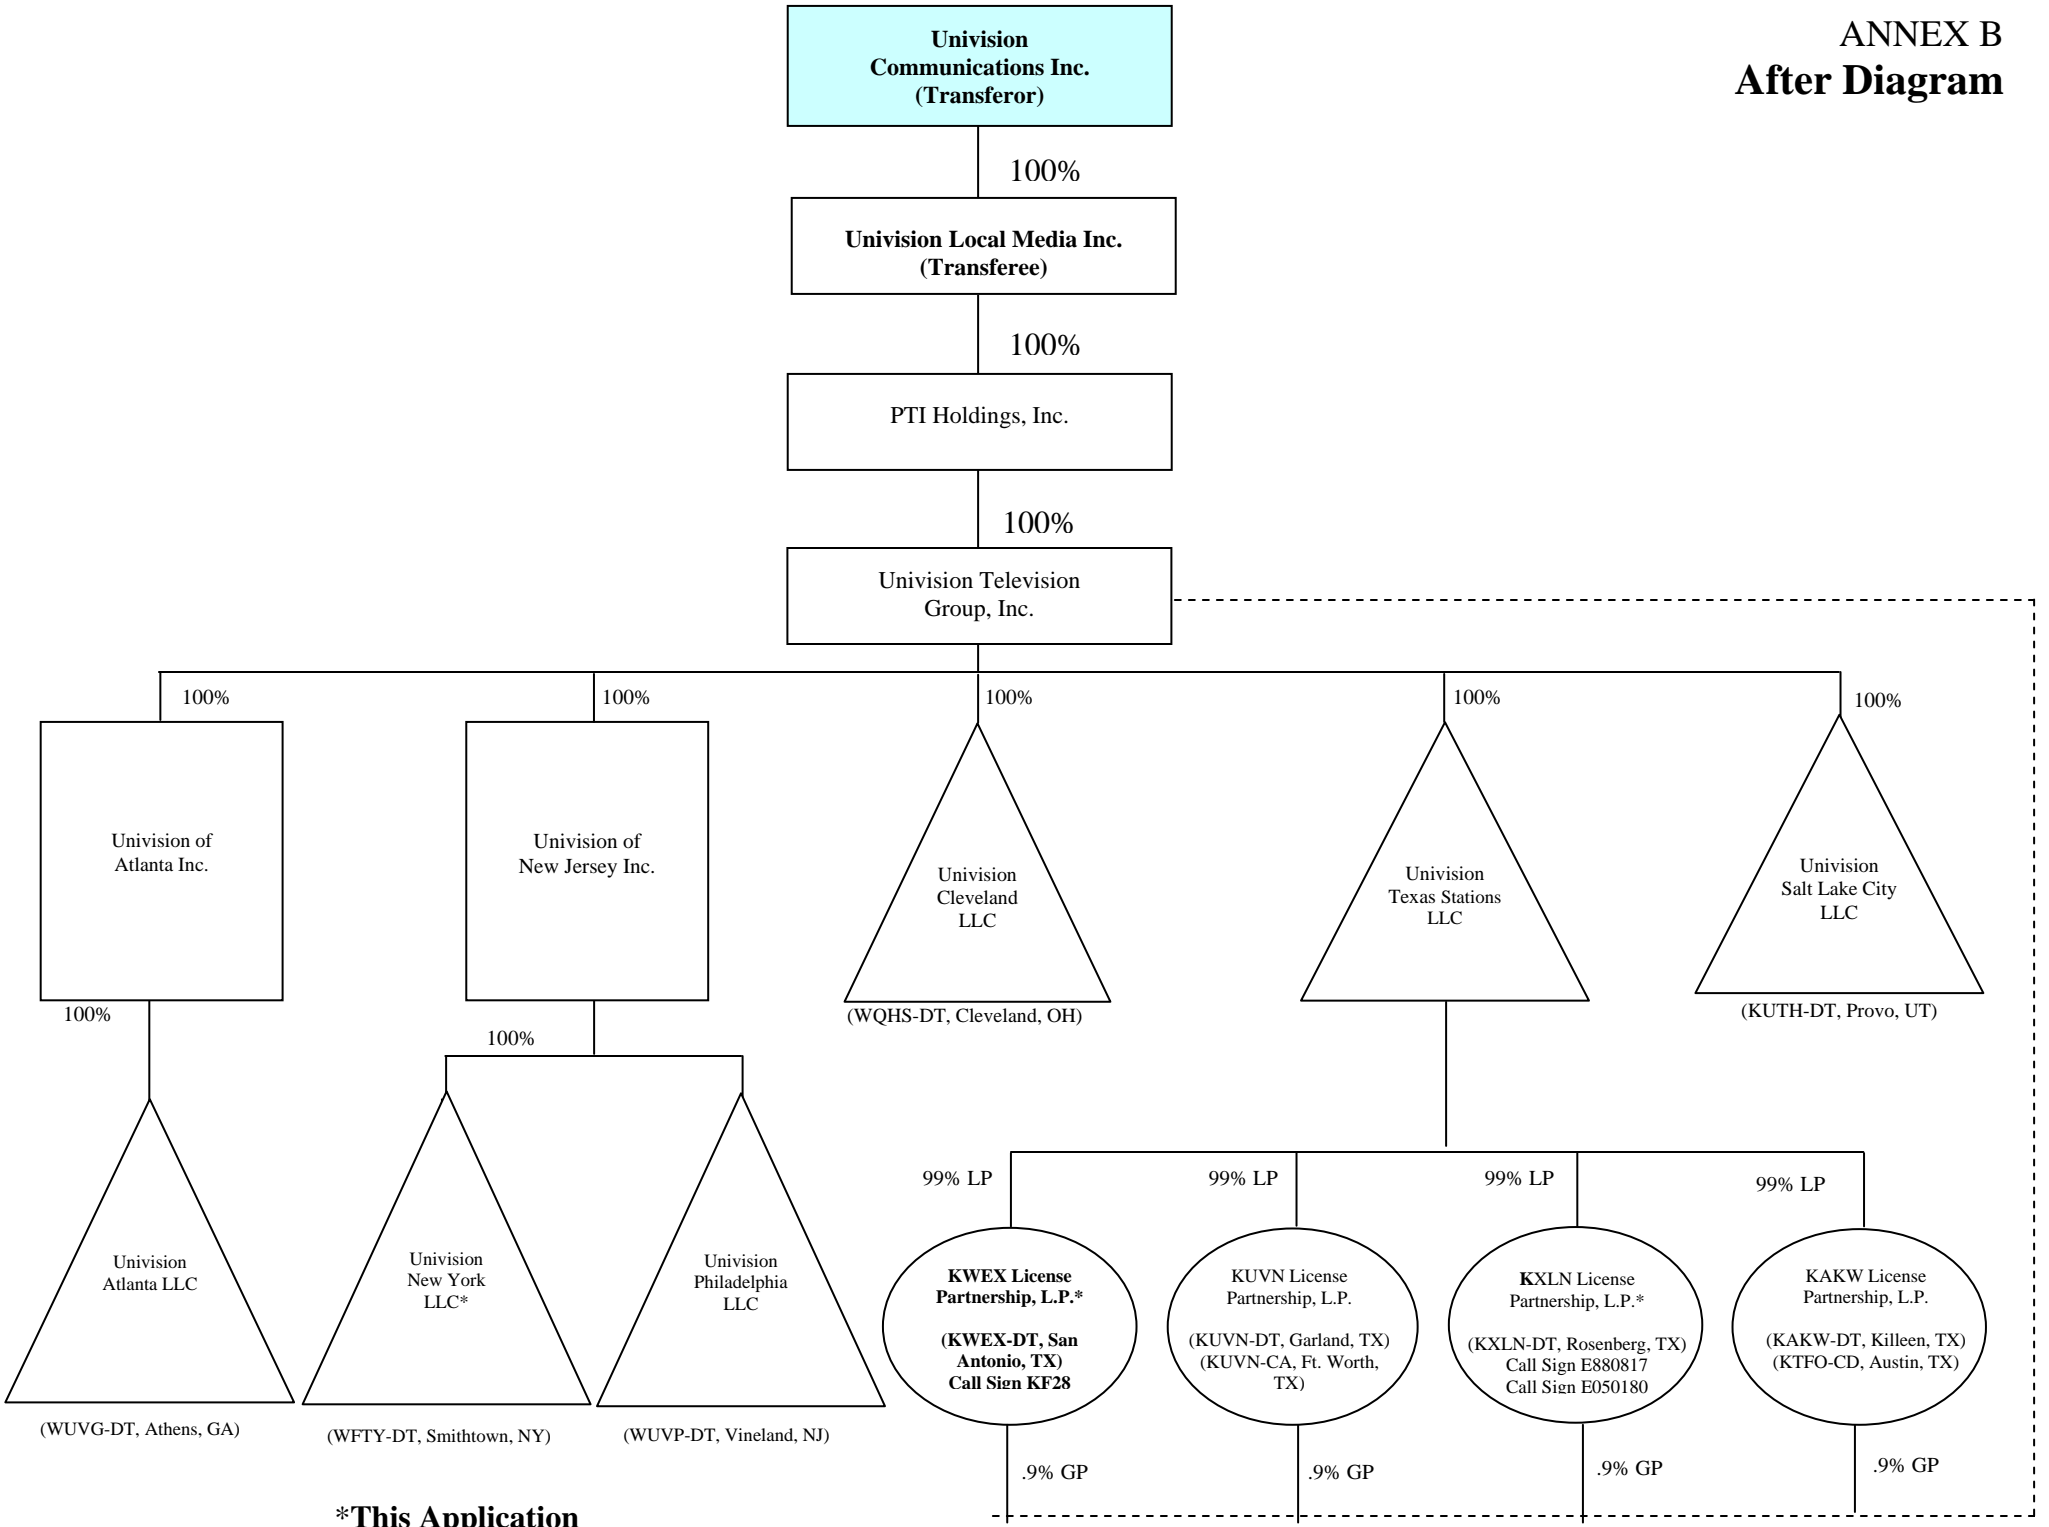 ANNEX B
After Diagram
Univision
Communications Inc.
(Transferor)
100%
Univision Local Media Inc.
(Transferee)
100%
PTI Holdings, Inc.
100%
Univision Television
Group, Inc.
100%
100%
100%
100%
100%
Univision of
Atlanta Inc.
Univision of
New Jersey Inc.
Univision
Cleveland
LLC
Univision
Texas Stations
LLC
Univision
Salt Lake City
LLC
100%
100%
(WQHS-DT, Cleveland, OH)
(KUTH-DT, Provo, UT)
99% LP
99% LP
99% LP
99% LP
Univision
Atlanta LLC
Univision
New York
LLC*
Univision
Philadelphia
LLC
KWEX License
Partnership, L.P.*
(KWEX-DT, San
Antonio, TX)
Call Sign KF28
KUVN License
Partnership, L.P.
(KUVN-DT, Garland, TX)
(KUVN-CA, Ft. Worth,
TX)
KXLN License
Partnership, L.P.*
(KXLN-DT, Rosenberg, TX)
Call Sign E880817
Call Sign E050180
KAKW License
Partnership, L.P.
(KAKW-DT, Killeen, TX)
(KTFO-CD, Austin, TX)
(WUVG-DT, Athens, GA)
(WFTY-DT, Smithtown, NY)
(WUVP-DT, Vineland, NJ)
.9% GP
.9% GP
.9% GP
.9% GP
*This Application